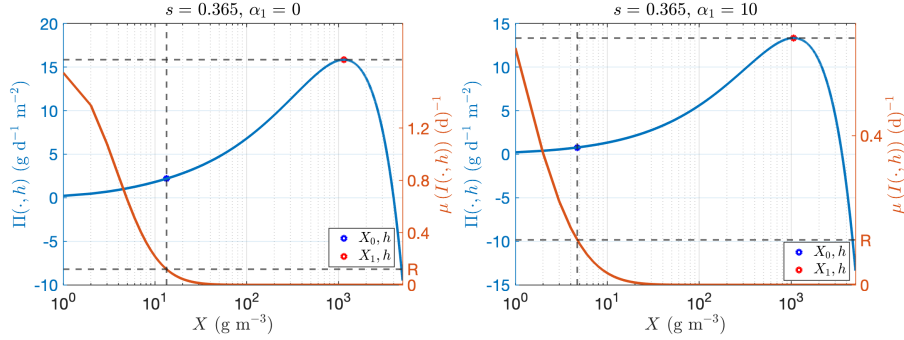 s = 0.365, α₁ = 0
20
15
10
5
0
-5
-10
Π(·, h) (g d⁻¹ m⁻²)
1.2
0.8
0.4
R
0
μ (I(·, h)) (d)⁻¹
X₀, h
X₁, h
10⁰ 10¹ 10² 10³
X (g m⁻³)
s = 0.365, α₁ = 10
15
10
5
0
-5
-10
-15
Π(·, h) (g d⁻¹ m⁻²)
0.4
R
0
μ (I(·, h)) (d)⁻¹
X₀, h
X₁, h
10⁰ 10¹ 10² 10³
X (g m⁻³)